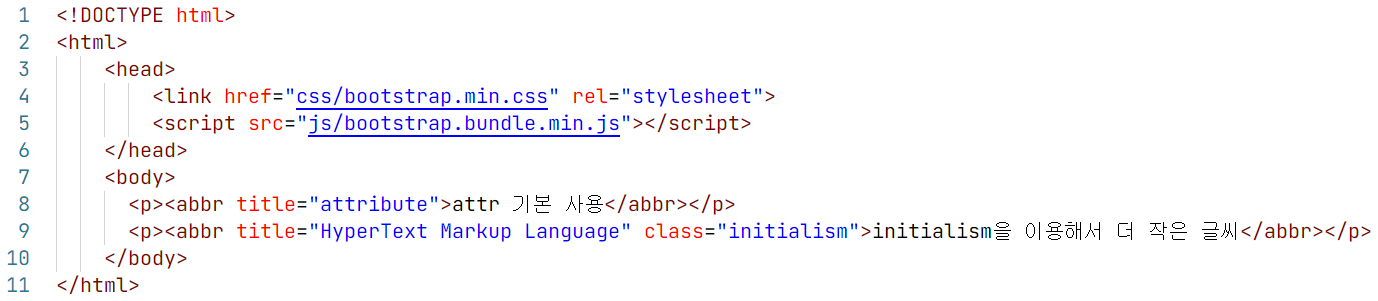 1 <!DOCTYPE html>
2 <html>
3 <head>
4 <link href="css/bootstrap.min.css" rel="stylesheet">
5 <script src="js/bootstrap.bundle.min.js"></script>
6 </head>
7 <body>
8 <p><abbr title="attribute">attr 기본 사용</abbr></p>
9 <p><abbr title="HyperText Markup Language" class="initialism">initialism을 이용해서 더 작은 글씨</abbr></p>
10 </body>
11 </html>